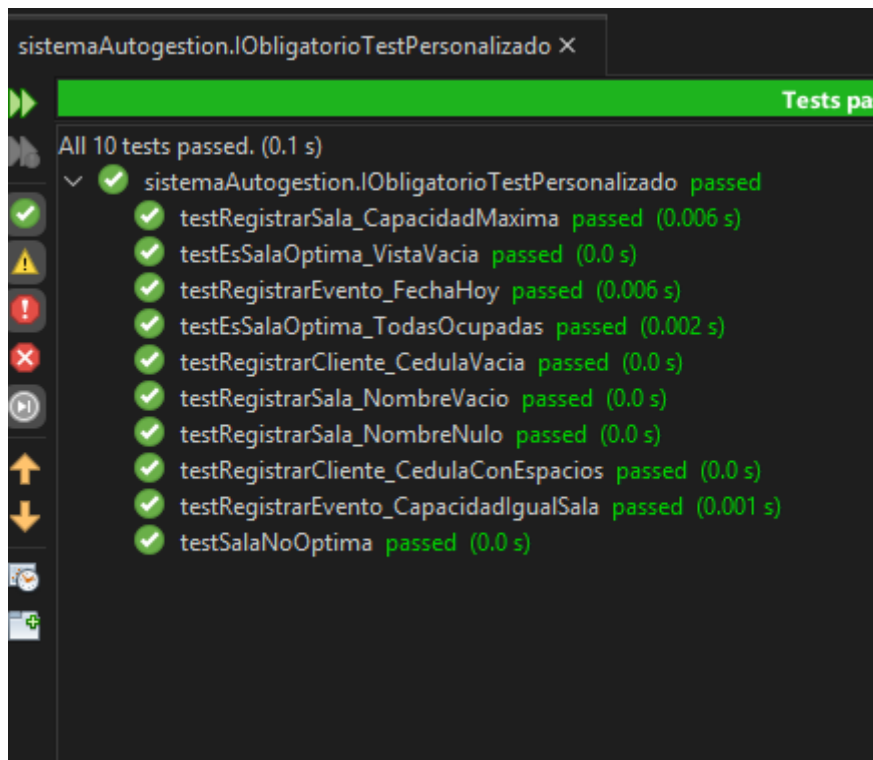 sistemaAutogestion.IObligatorioTestPersonalizado ×
Tests pa
All 10 tests passed. (0.1 s)
sistemaAutogestion.IObligatorioTestPersonalizado passed
testRegistrarSala_CapacidadMaxima passed (0.006 s)
testEsSalaOptima_VistaVacia passed (0.0 s)
testRegistrarEvento_FechaHoy passed (0.006 s)
testEsSalaOptima_TodasOcupadas passed (0.002 s)
testRegistrarCliente_CedulaVacia passed (0.0 s)
testRegistrarSala_NombreVacio passed (0.0 s)
testRegistrarSala_NombreNulo passed (0.0 s)
testRegistrarCliente_CedulaConEspacios passed (0.0 s)
testRegistrarEvento_CapacidadIgualSala passed (0.001 s)
testSalaNoOptima passed (0.0 s)